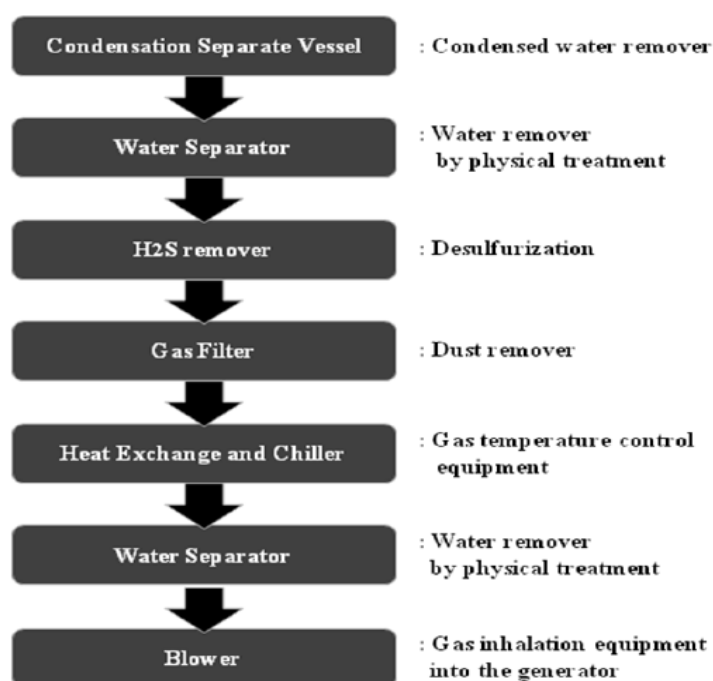 Condensation Separate Vessel : Condensed water remover
Water Separator : Water remover
by physical treatment
H2S remover : Desulfurization
Gas Filter : Dust remover
Heat Exchange and Chiller : Gas temperature control
equipment
Water Separator : Water remover
by physical treatment
Blower : Gas inhalation equipment
into the generator